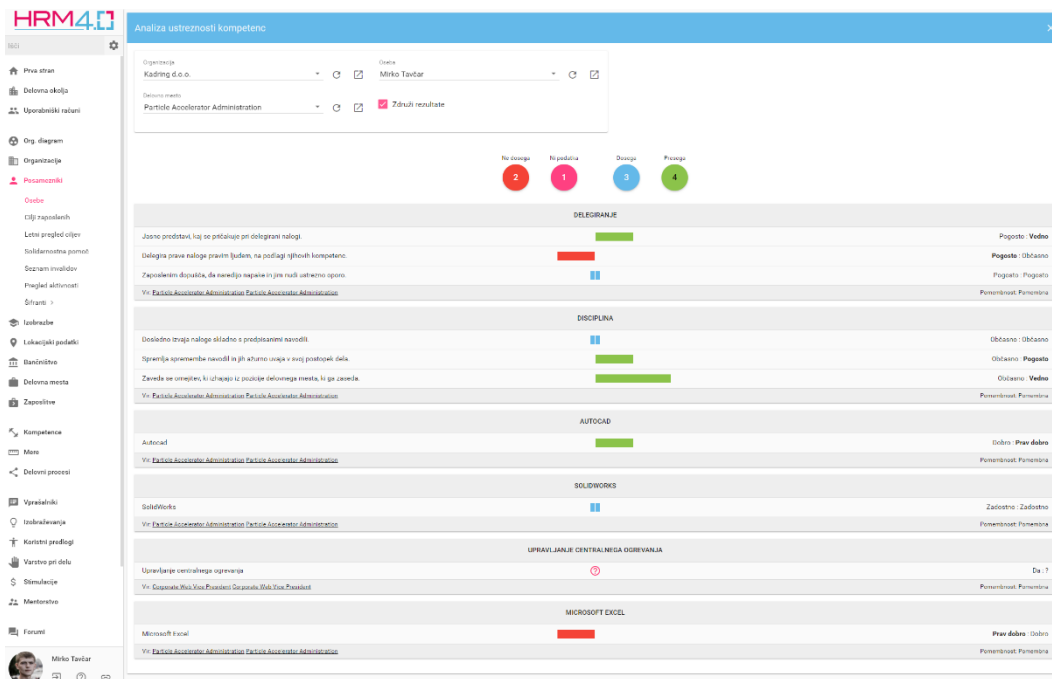 HRM4.0
Analiza ustreznosti kompetenc
Išči
Prva stran
Delovna okolja
Uporabniški računi
Org. diagram
Organizacije
Posamezniki
Osebe
Cilji zaposlenih
Letni pregled ciljev
Solidarnostna pomoč
Seznam invalidov
Pregled aktivnosti
Šifranti >
Izobrazbe
Lokacijski podatki
Bančništvo
Delovna mesta
Zaposlitve
Kompetence
Mere
Delovni procesi
Vprašalniki
Izobraževanja
Koristni predlogi
Varstvo pri delu
Stimulacije
Mentorstvo
Forumi
Mirko Tavčar
Organizacija
Kadring d.o.o.
Oseba
Mirko Tavčar
Delovno mesto
Particle Accelerator Administration
Združi rezultate
Ne dosega
Ni podatka
Dosega
Presega
2
1
3
4
DELEGIRANJE
Jasno predstavi, kaj se pričakuje pri delegirani nalogi.
Pogosto : Vedno
Delegira prave naloge pravim ljudem, na podlagi njihovih kompetenc.
Pogosto : Občasno
Zaposlenim dopušča, da naredijo napake in jim nudi ustrezno oporo.
Pogosto : Pogosto
Vir: Particle Accelerator Administration Particle Accelerator Administration
Pomembnost: Pomembna
DISCIPLINA
Dosledno izvaja naloge skladno s predpisanimi navodili.
Občasno : Občasno
Spremlja spremembe navodil in jih ažurno uvaja v svoj postopek dela.
Občasno : Pogosto
Zaveda se omejitev, ki izhajajo iz pozicije delovnega mesta, ki ga zaseda.
Občasno : Vedno
Vir: Particle Accelerator Administration Particle Accelerator Administration
Pomembnost: Pomembna
AUTOCAD
Autocad
Dobro : Prav dobro
Vir: Particle Accelerator Administration Particle Accelerator Administration
Pomembnost: Pomembna
SOLIDWORKS
SolidWorks
Zadostno : Zadostno
Vir: Particle Accelerator Administration Particle Accelerator Administration
Pomembnost: Pomembna
UPRAVLJANJE CENTRALNEGA OGREVANJA
Upravljanje centralnega ogrevanja
Da : ?
Vir: Corporate Web Vice President Corporate Web Vice President
Pomembnost: Pomembna
MICROSOFT EXCEL
Microsoft Excel
Prav dobro : Dobro
Vir: Particle Accelerator Administration Particle Accelerator Administration
Pomembnost: Pomembna